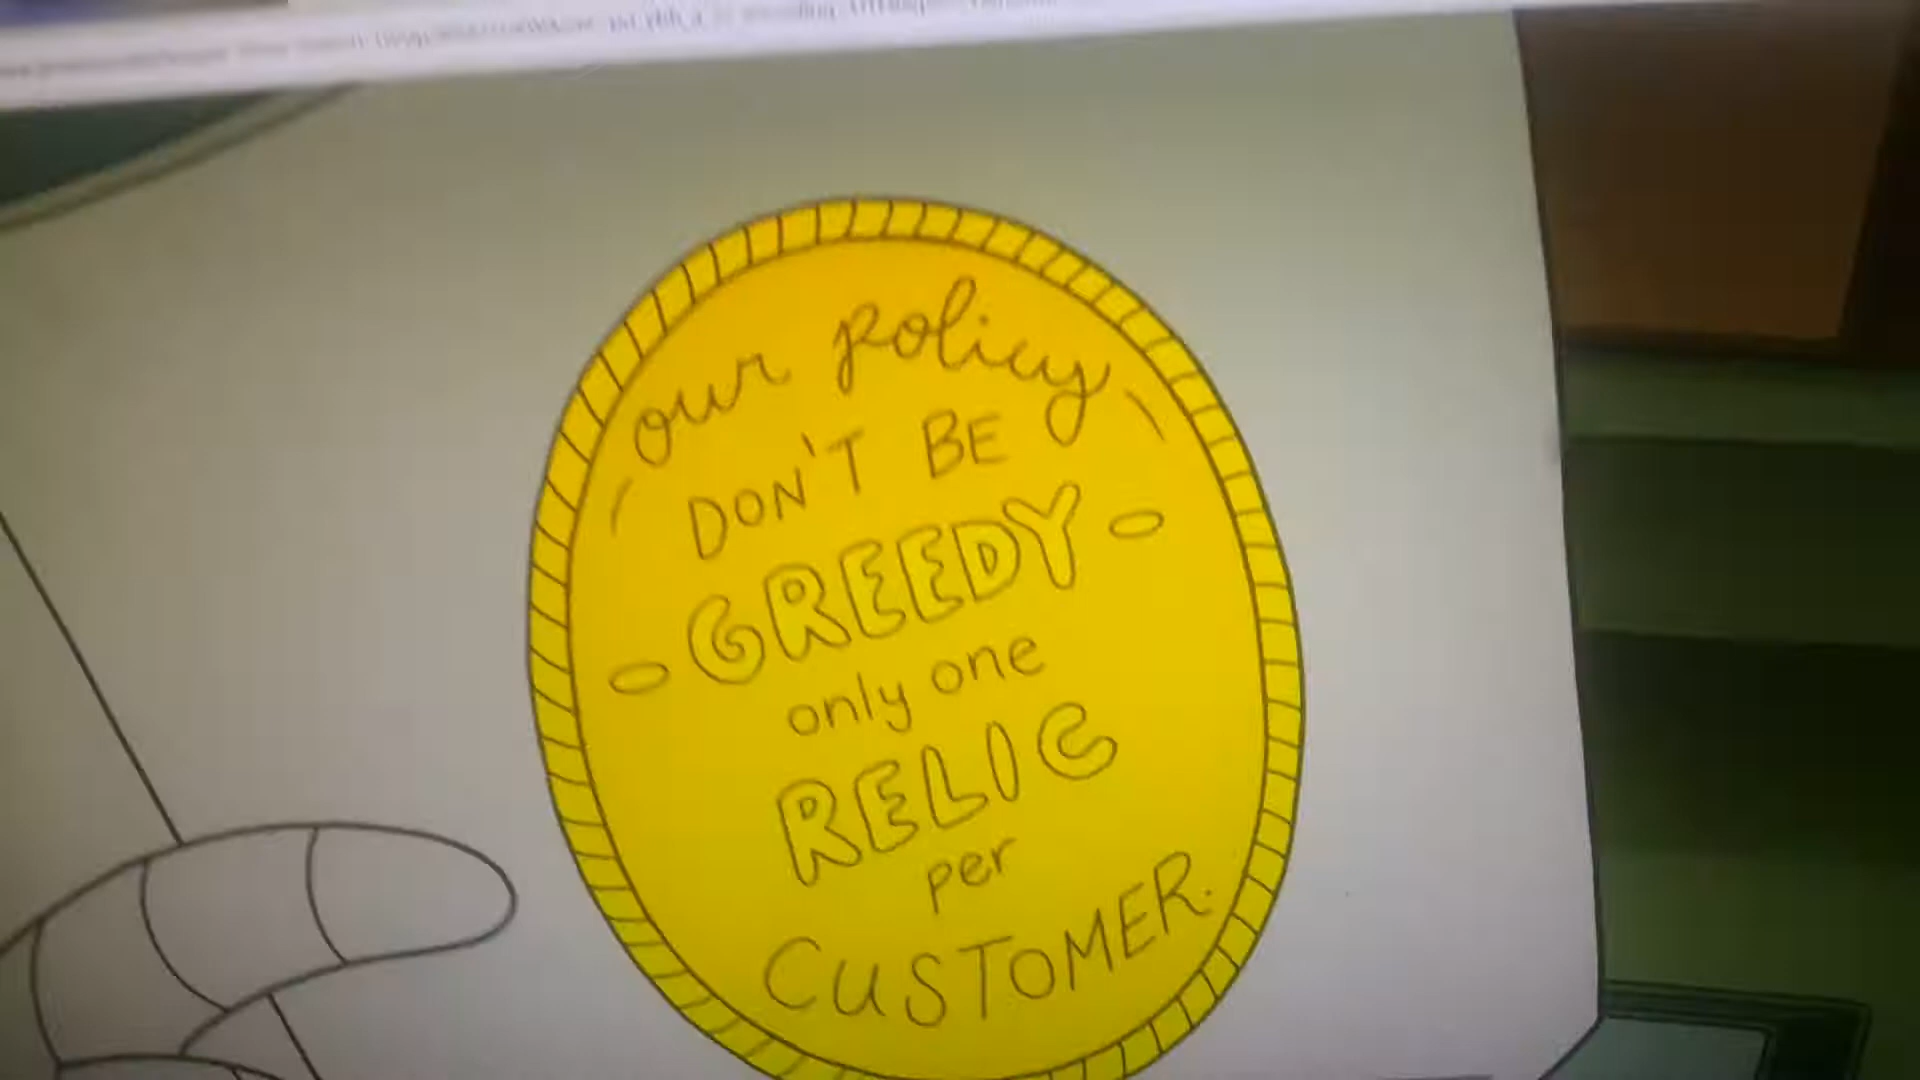 our policy
DON'T BE
GREEDY
only one
RELIC
per
CUSTOMER.